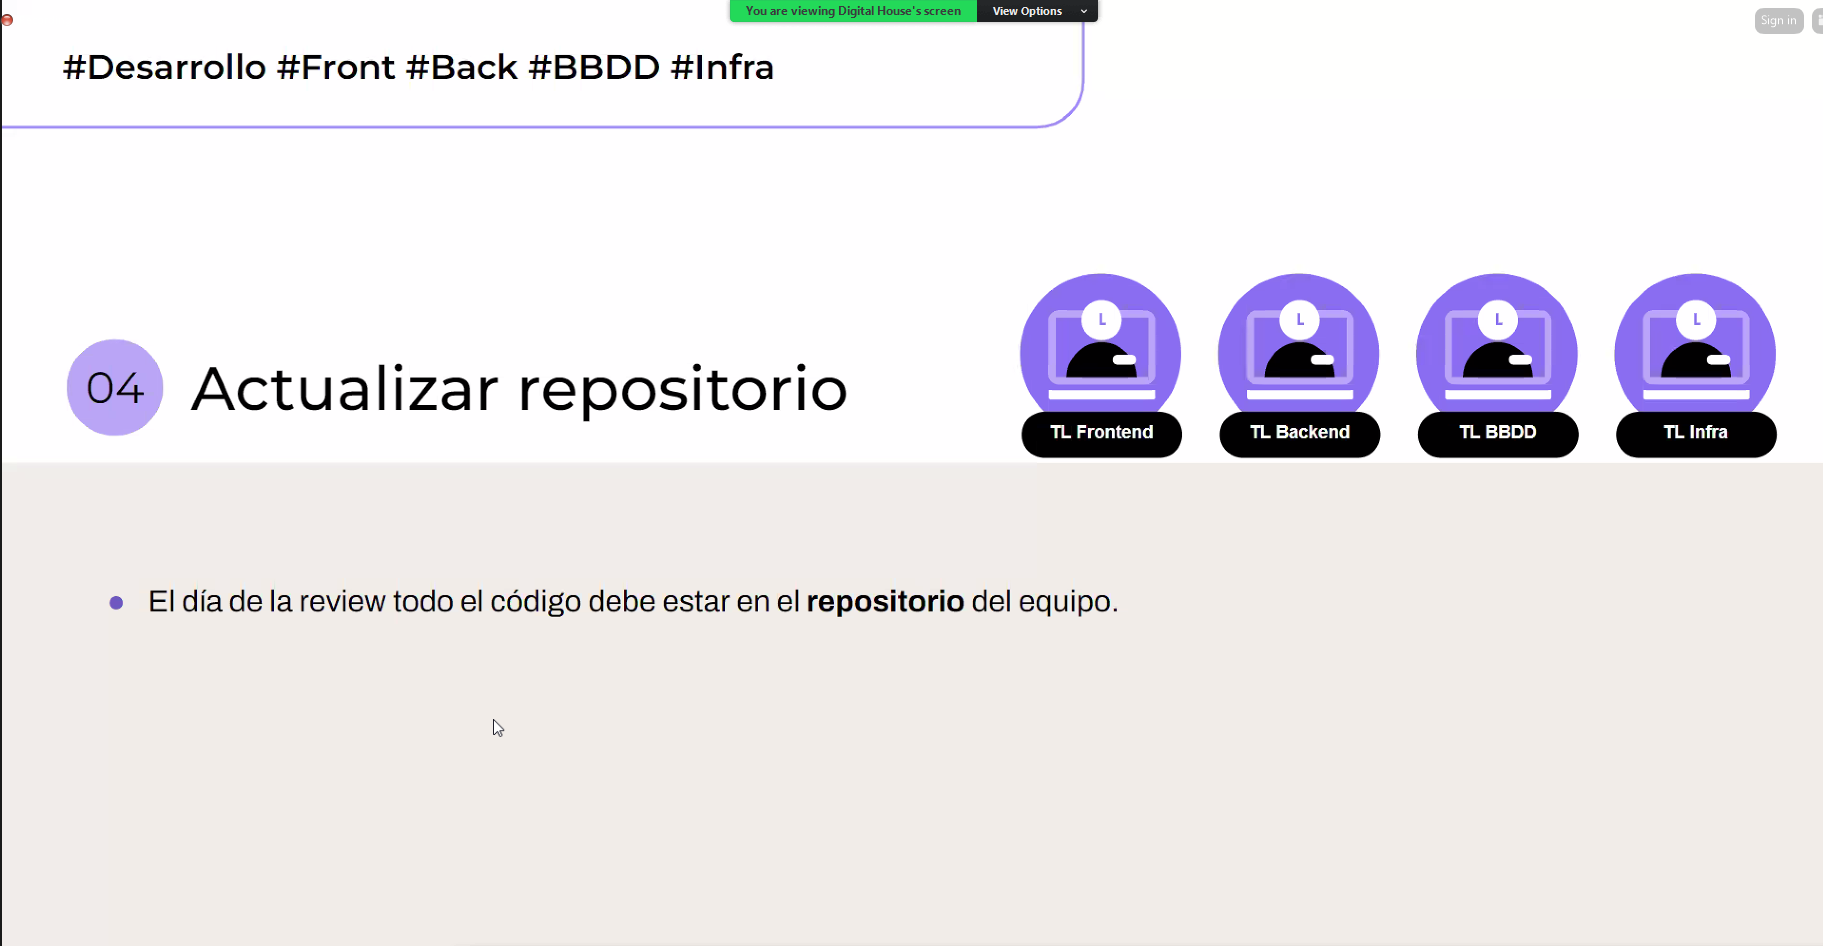 You are viewing Digital House's screen View Options
Sign in
#Desarrollo #Front #Back #BBDD #Infra
L L L L
04 Actualizar repositorio
TL Frontend TL Backend TL BBDD TL Infra
El día de la review todo el código debe estar en el repositorio del equipo.